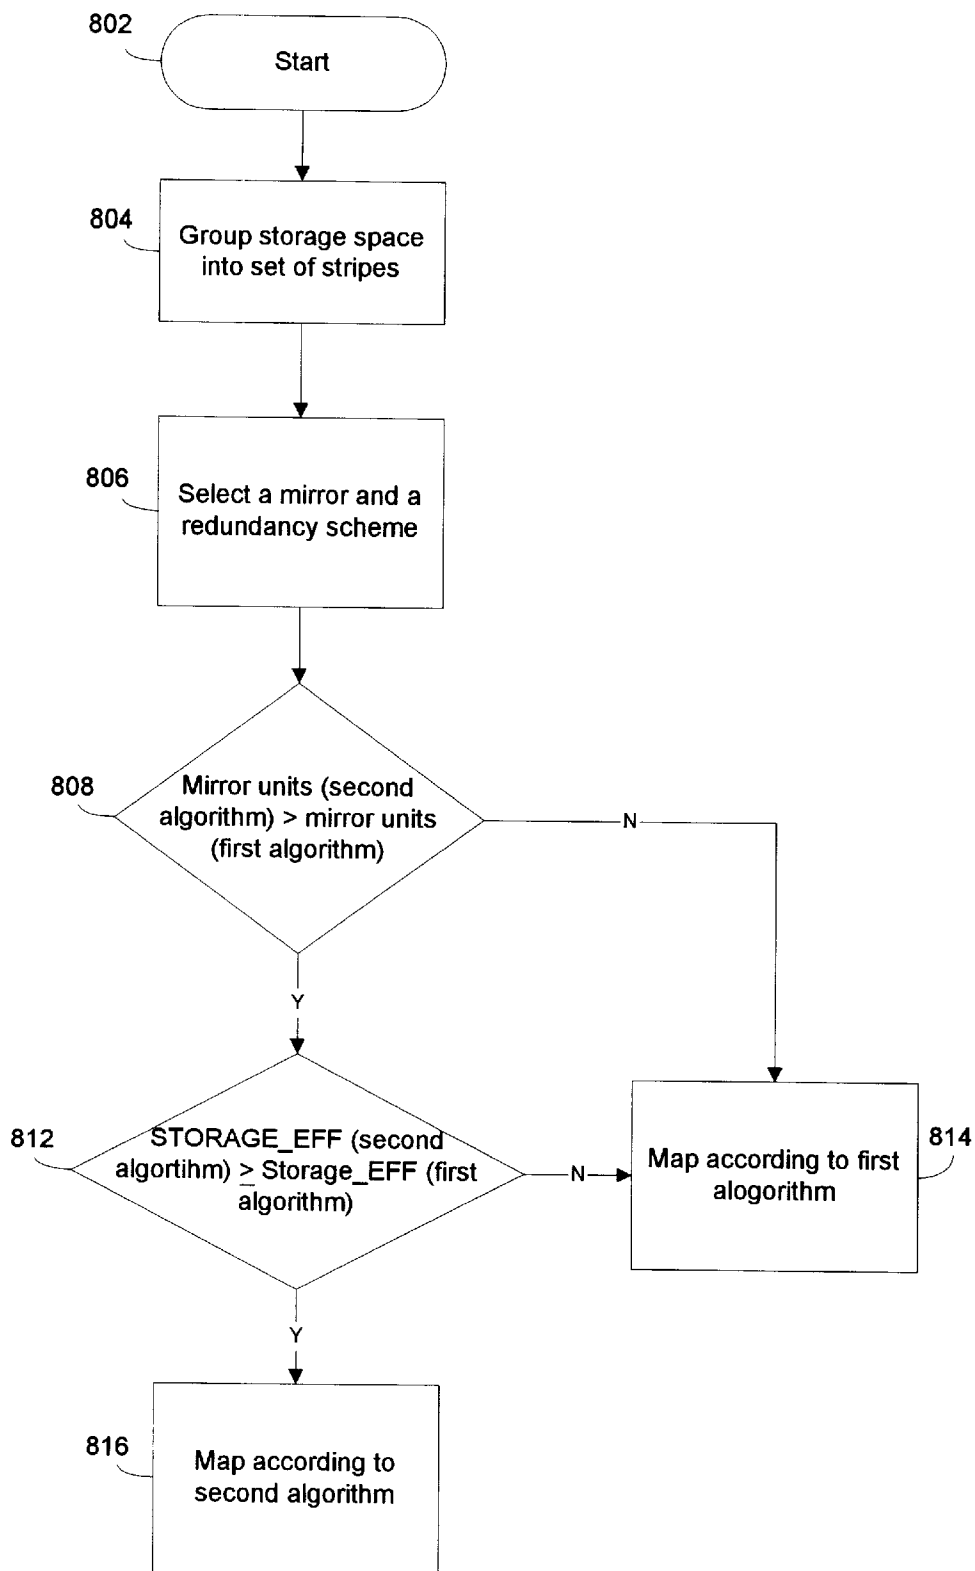 802
Start
804
Group storage space
into set of stripes
806
Select a mirror and a
redundancy scheme
808
Mirror units (second
algorithm) > mirror units
(first algorithm)
N
Y
812
STORAGE_EFF (second
algortihm) ≥ Storage_EFF (first
algorithm)
N
Map according to first
alogorithm
814
Y
816
Map according to
second algorithm